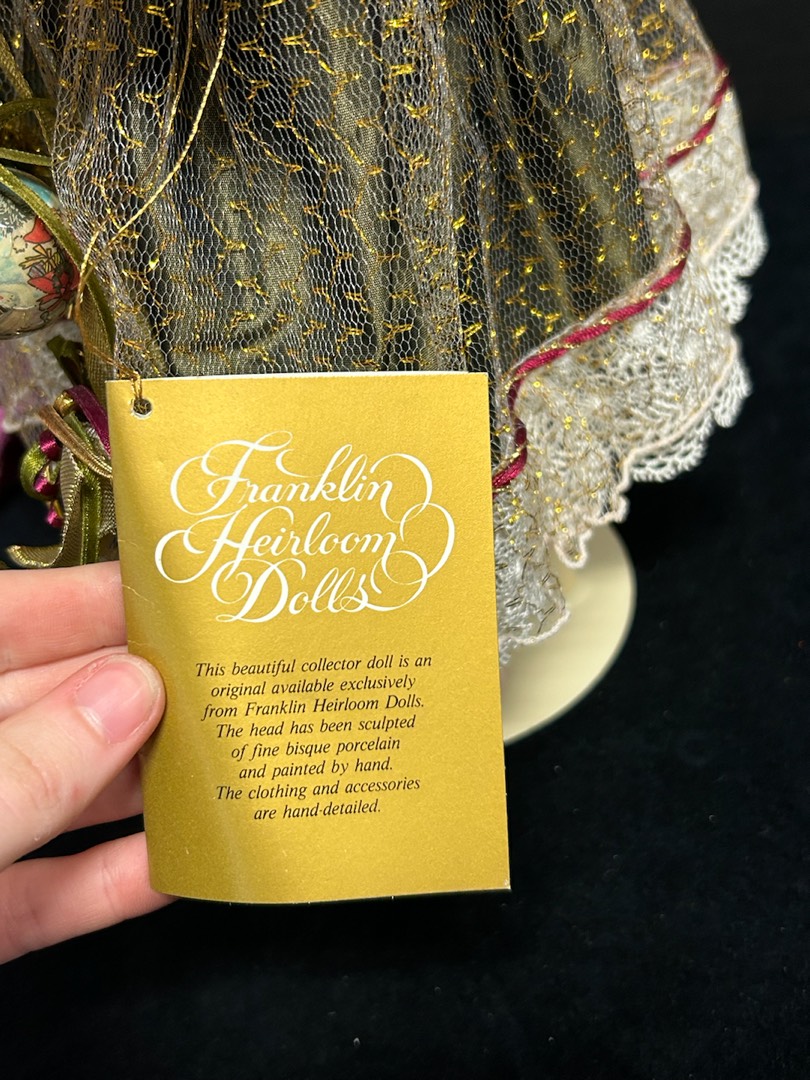 Franklin
Heirloom
Dolls
This beautiful collector doll is an
original available exclusively
from Franklin Heirloom Dolls.
The head has been sculpted
of fine bisque porcelain
and painted by hand.
The clothing and accessories
are hand-detailed.